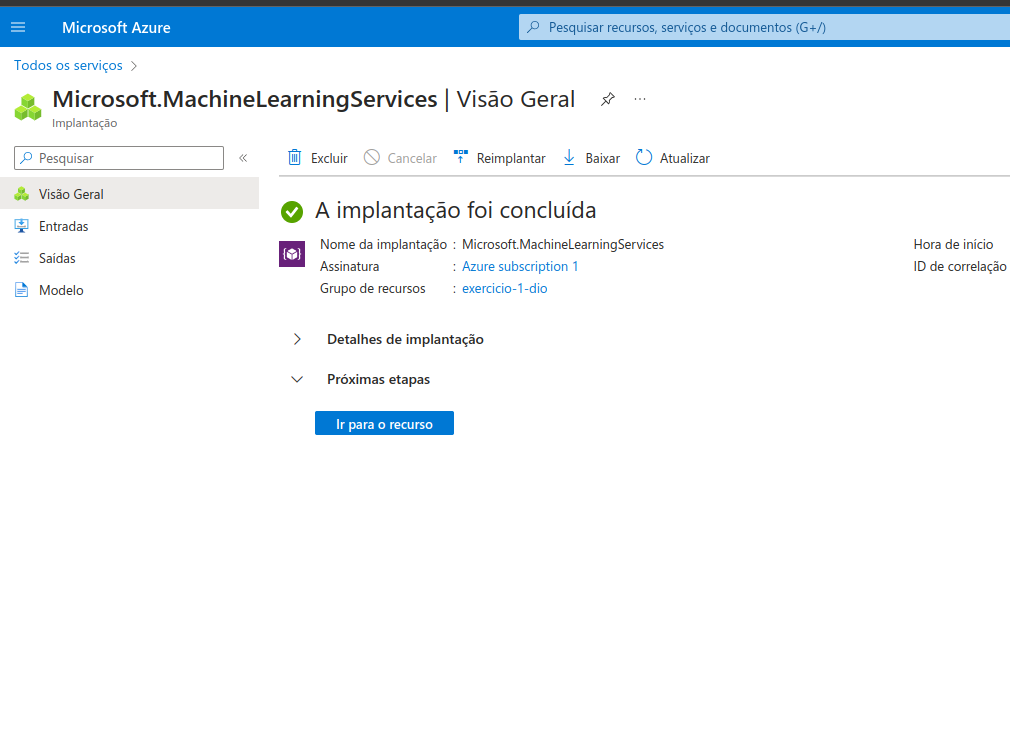 Microsoft Azure
Pesquisar recursos, serviços e documentos (G+/)
Todos os serviços
Microsoft.MachineLearningServices | Visão Geral
Implantação
Pesquisar
Excluir
Cancelar
Reimplantar
Baixar
Atualizar
Visão Geral
Entradas
Saídas
Modelo
A implantação foi concluída
Nome da implantação : Microsoft.MachineLearningServices
Hora de início
Assinatura : Azure subscription 1
ID de correlação
Grupo de recursos : exercicio-1-dio
Detalhes de implantação
Próximas etapas
Ir para o recurso